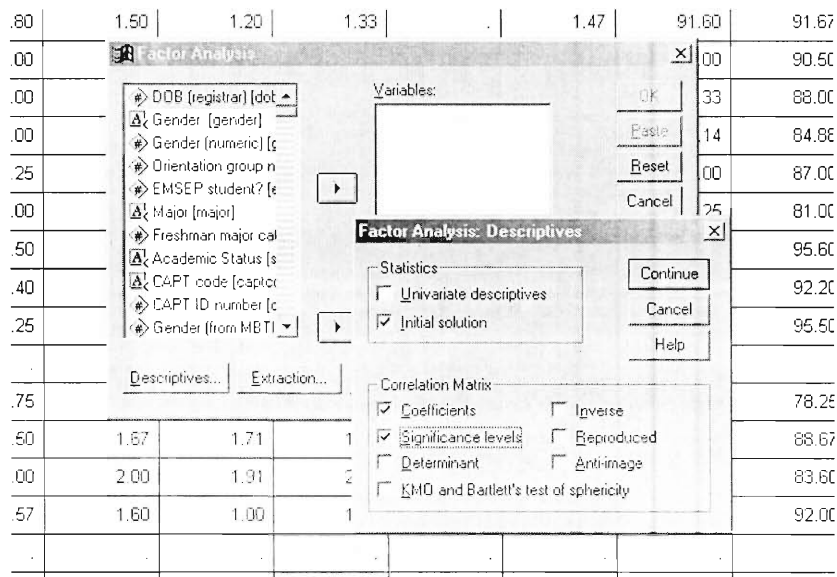 .80 1.50 1.20 1.33 . 1.47 91.60 91.67
Factor Analysis
.00 00 90.50
DOB (registrar) [dob
Variables:
OK
.00 33 88.00
Gender [gender]
Gender (numeric) [g
Paste
.00 14 84.88
Orientation group n
EMSEP student? [e
Reset
.25 00 87.00
Major [major]
Cancel
.00 25 81.00
Freshman major cal
Factor Analysis: Descriptives
.50 95.60
Academic Status [s
Statistics
Continue
CAPT code [captco
Univariate descriptives
.40 92.20
CAPT ID number [c
Cancel
Gender (from MBTI
Initial solution
.25 95.50
Help
.
Descriptives... Extraction...
Correlation Matrix
.75 78.25
Coefficients Inverse
.50 1.67 1.71 1 88.67
Significance levels Reproduced
Determinant Anti-image
.00 2.00 1.91 2 83.60
KMO and Bartlett's test of sphericity
.57 1.60 1.00 1 92.00
. . . . . . .